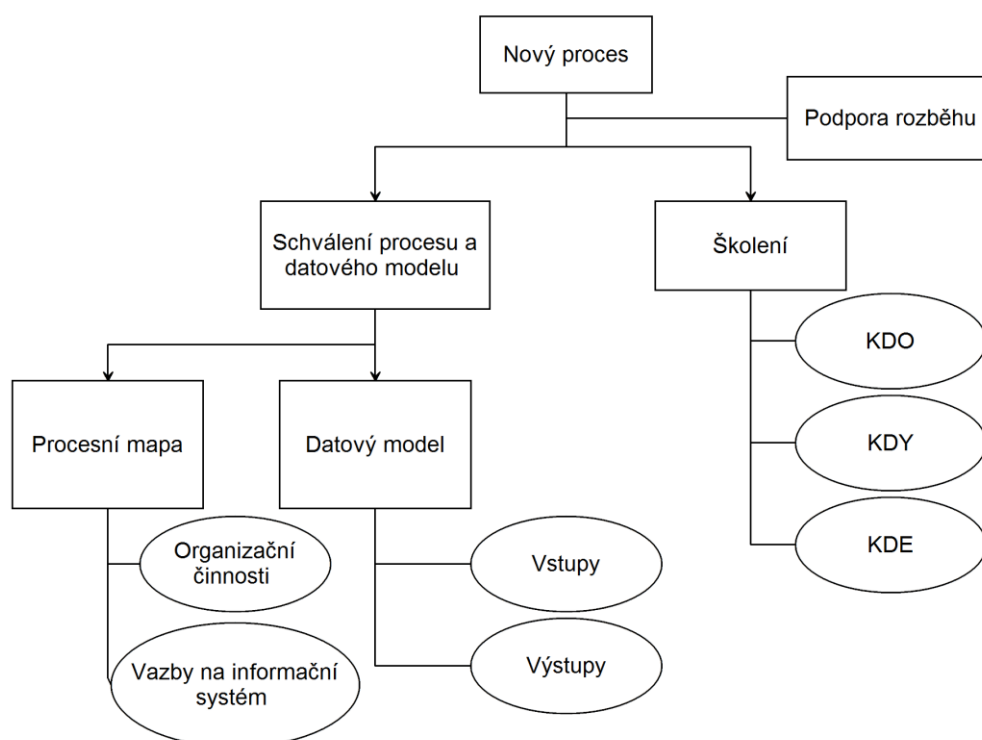 Nový proces
Podpora rozběhu
Schválení procesu a
datového modelu
Školení
KDO
Procesní mapa
Datový model
KDY
Organizační
činnosti
Vstupy
KDE
Vazby na informační
systém
Výstupy